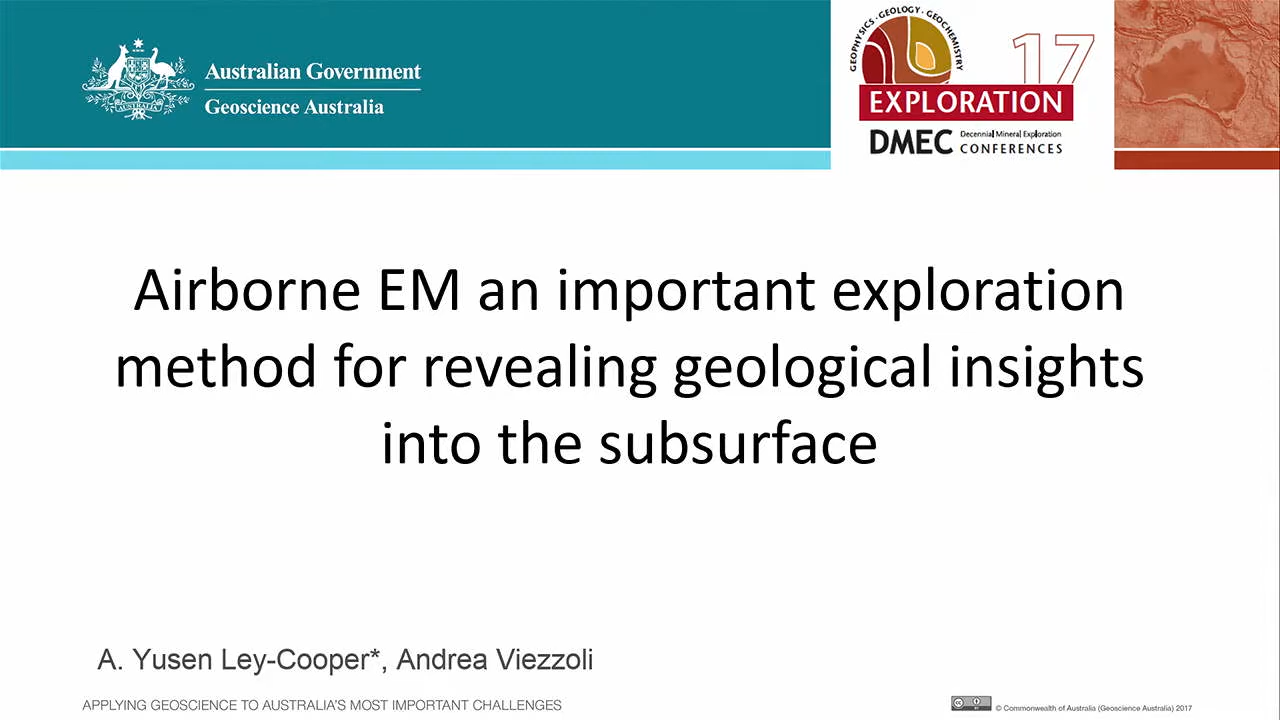 Australian Government
Geoscience Australia
GEOPHYSICS · GEOLOGY · GEOCHEMISTRY
17
EXPLORATION
DMEC Decennial Mineral Exploration
CONFERENCES
Airborne EM an important exploration
method for revealing geological insights
into the subsurface
A. Yusen Ley-Cooper*, Andrea Viezzoli
APPLYING GEOSCIENCE TO AUSTRALIA'S MOST IMPORTANT CHALLENGES
© Commonwealth of Australia (Geoscience Australia) 2017